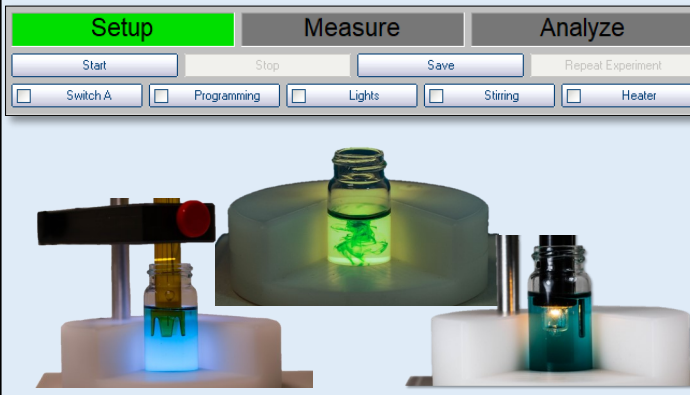 Setup Measure Analyze
Start Stop Save Repeat Experiment
Switch A Programming Lights Stirring Heater